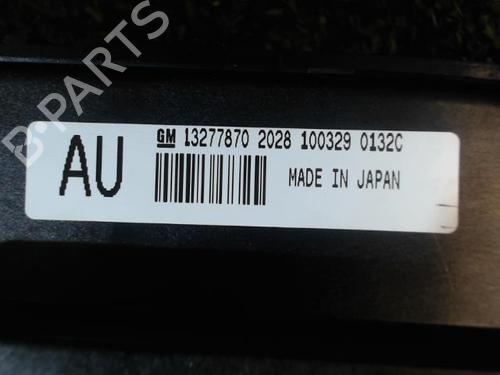 GM 13277870 2028 100329 0132C
AU
MADE IN JAPAN
B-PARTS